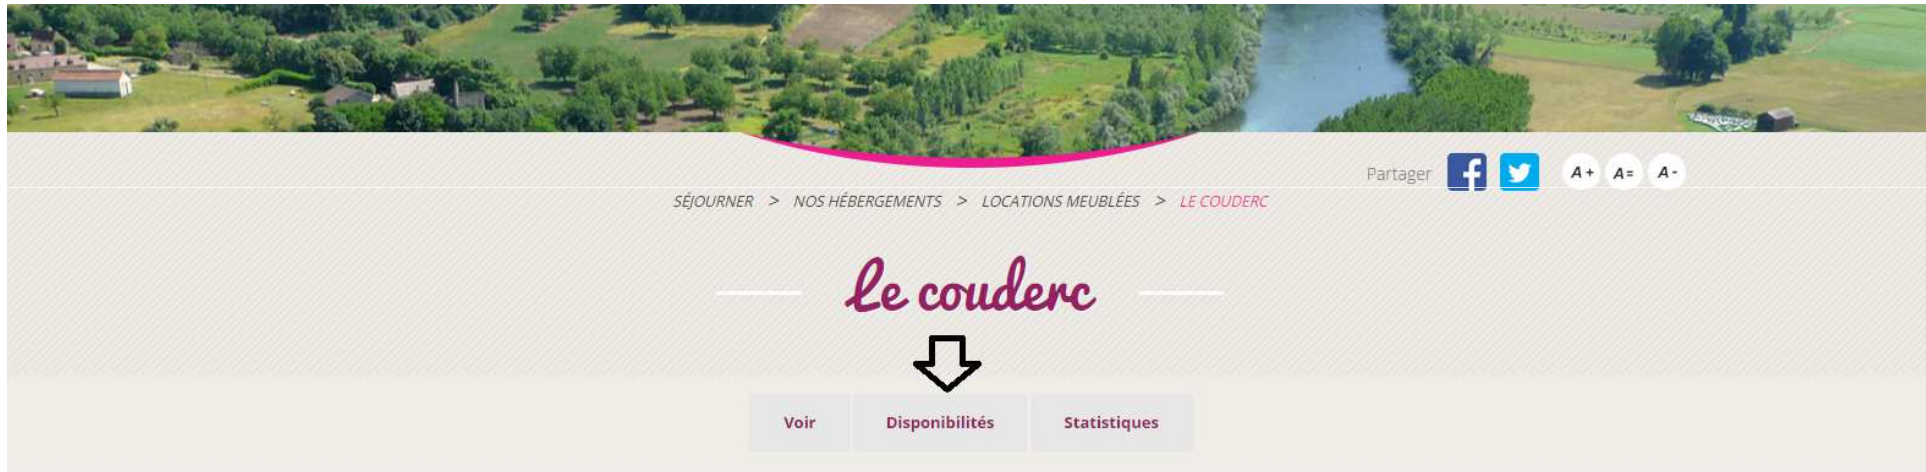 Partager A+ A= A-
SÉJOURNER > NOS HÉBERGEMENTS > LOCATIONS MEUBLÉES > LE COUDERC
Le couderc
Voir Disponibilités Statistiques